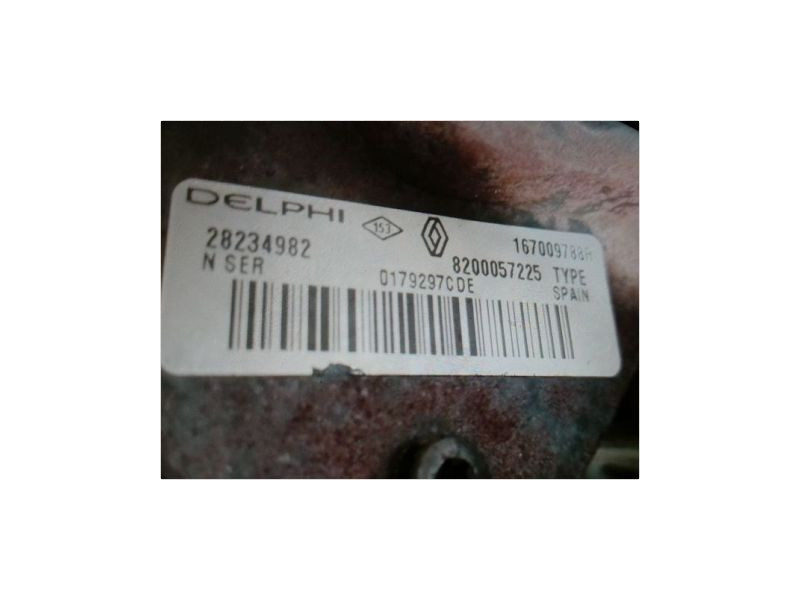 DELPHI 153
28234982 167009788R
N SER 8200057225 TYPE
0179297CDE SPAIN